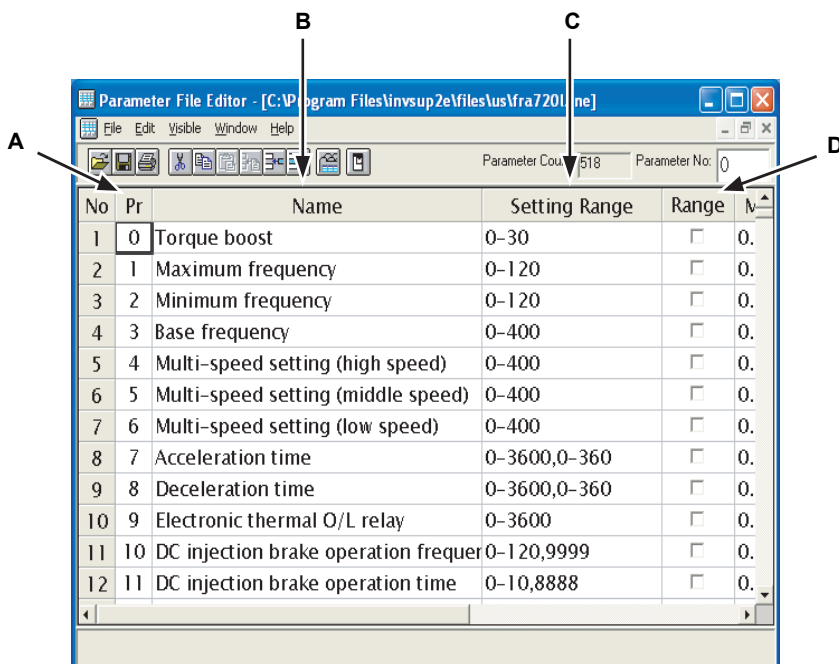 B C
Parameter File Editor - [C:\Program Files\invsup2e\files\us\fra720l. ne]
A D
File Edit Visible Window Help
Parameter Cou 518 Parameter No: 0
No Pr Name Setting Range Range M
1 0 Torque boost 0-30 0.
2 1 Maximum frequency 0-120 0.
3 2 Minimum frequency 0-120 0.
4 3 Base frequency 0-400 0.
5 4 Multi-speed setting (high speed) 0-400 0.
6 5 Multi-speed setting (middle speed) 0-400 0.
7 6 Multi-speed setting (low speed) 0-400 0.
8 7 Acceleration time 0-3600,0-360 0.
9 8 Deceleration time 0-3600,0-360 0.
10 9 Electronic thermal O/L relay 0-3600 0.
11 10 DC injection brake operation frequer 0-120,9999 0.
12 11 DC injection brake operation time 0-10,8888 0.